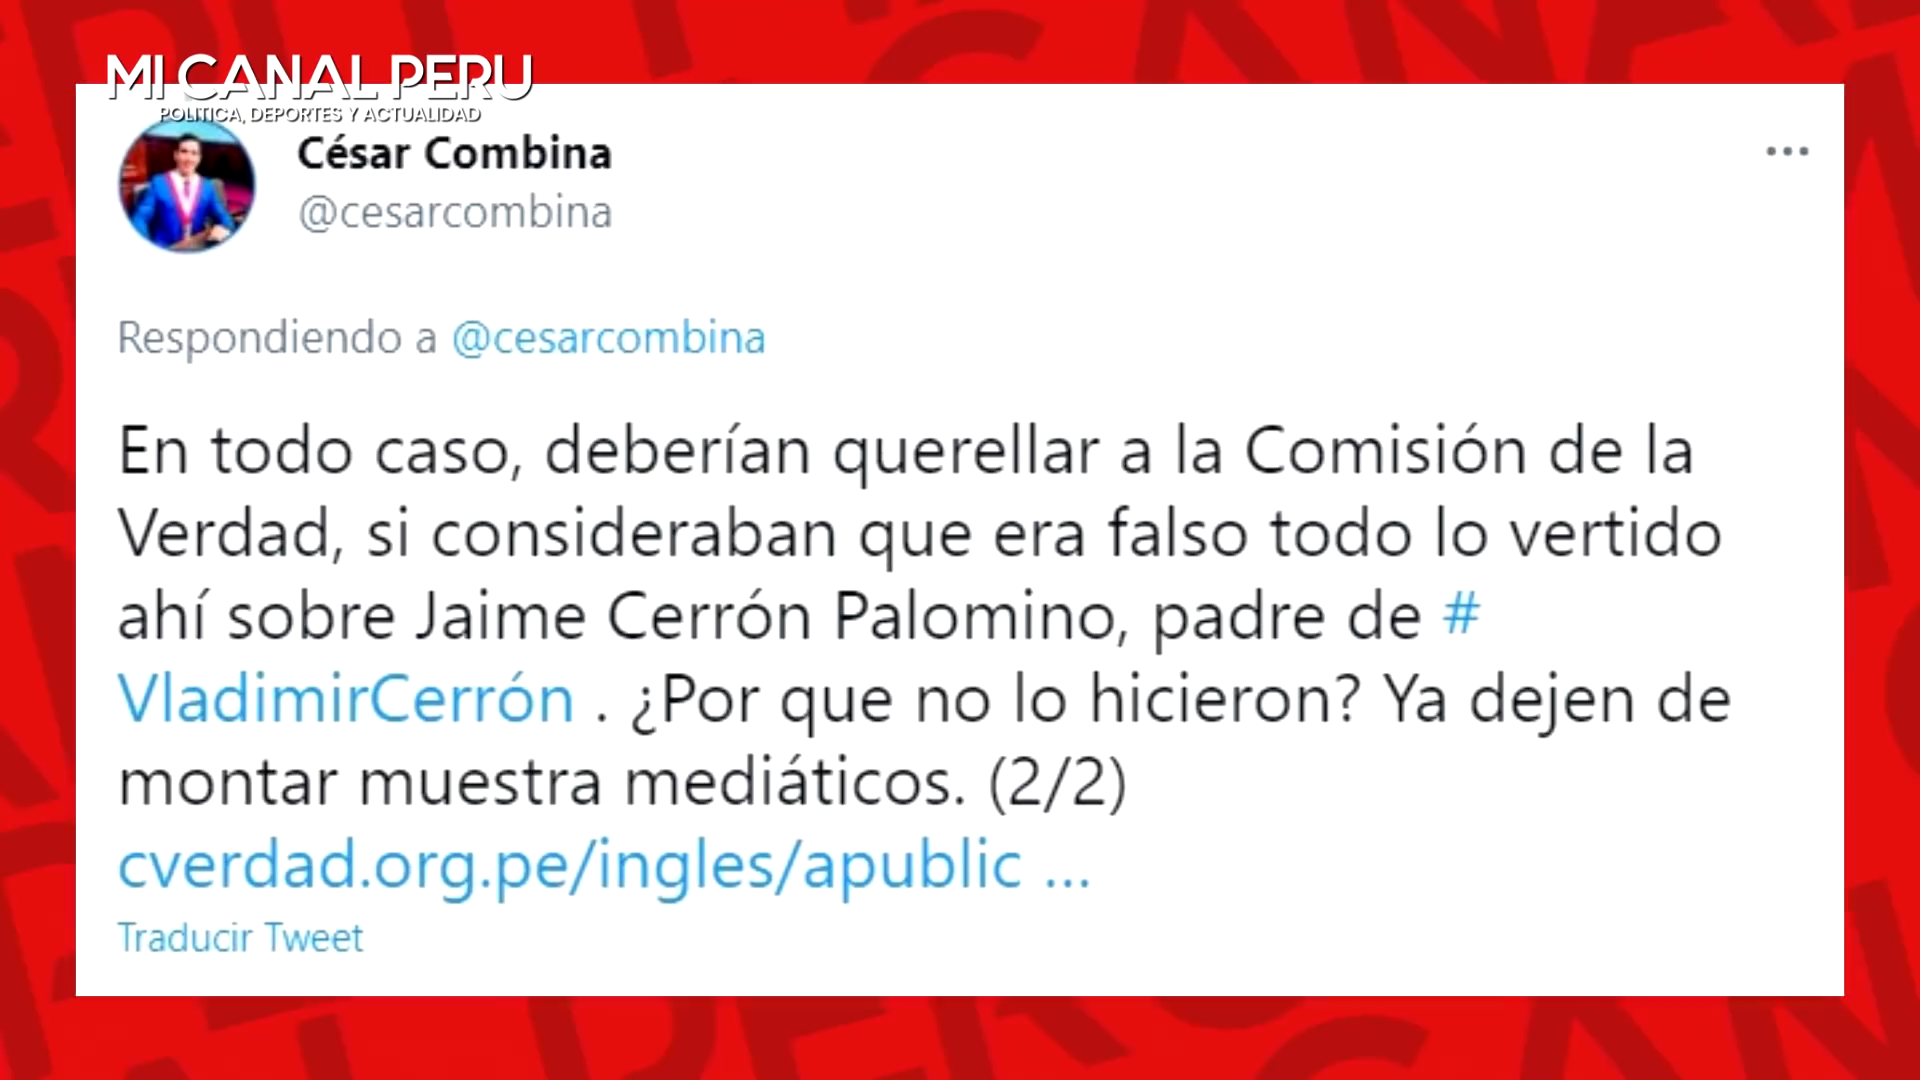 MI CANAL PERU
POLÍTICA, DEPORTES Y ACTUALIDAD
César Combina
@cesarcombina
Respondiendo a @cesarcombina
En todo caso, deberían querellar a la Comisión de la
Verdad, si consideraban que era falso todo lo vertido
ahí sobre Jaime Cerrón Palomino, padre de #
VladimirCerrón . ¿Por que no lo hicieron? Ya dejen de
montar muestra mediáticos. (2/2)
cverdad.org.pe/ingles/apublic ...
Traducir Tweet